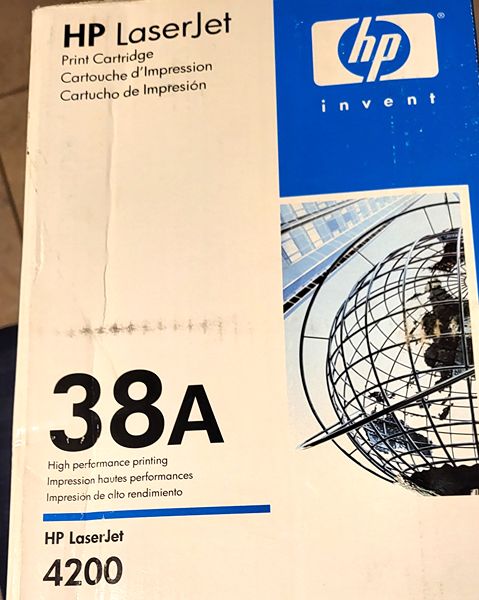 HP LaserJet
Print Cartridge
Cartouche d'Impression
Cartucho de Impresión
hp
®
invent
38A
High performance printing
Impression hautes performances
Impresión de alto rendimiento
HP LaserJet
4200